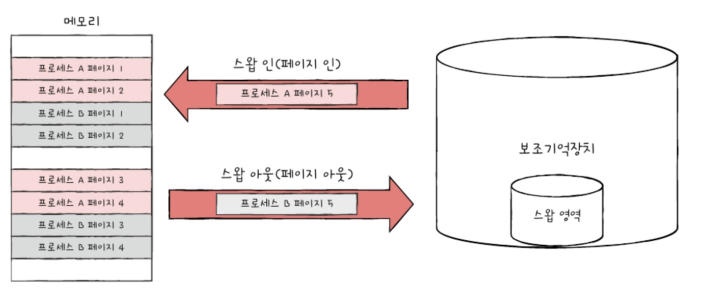 메모리
프로세스 A 페이지 1
프로세스 A 페이지 2
프로세스 B 페이지 1
프로세스 B 페이지 2
프로세스 A 페이지 3
프로세스 A 페이지 4
프로세스 B 페이지 3
프로세스 B 페이지 4
스왑 인(페이지 인)
프로세스 A 페이지 5
스왑 아웃(페이지 아웃)
프로세스 B 페이지 5
보조기억장치
스왑 영역